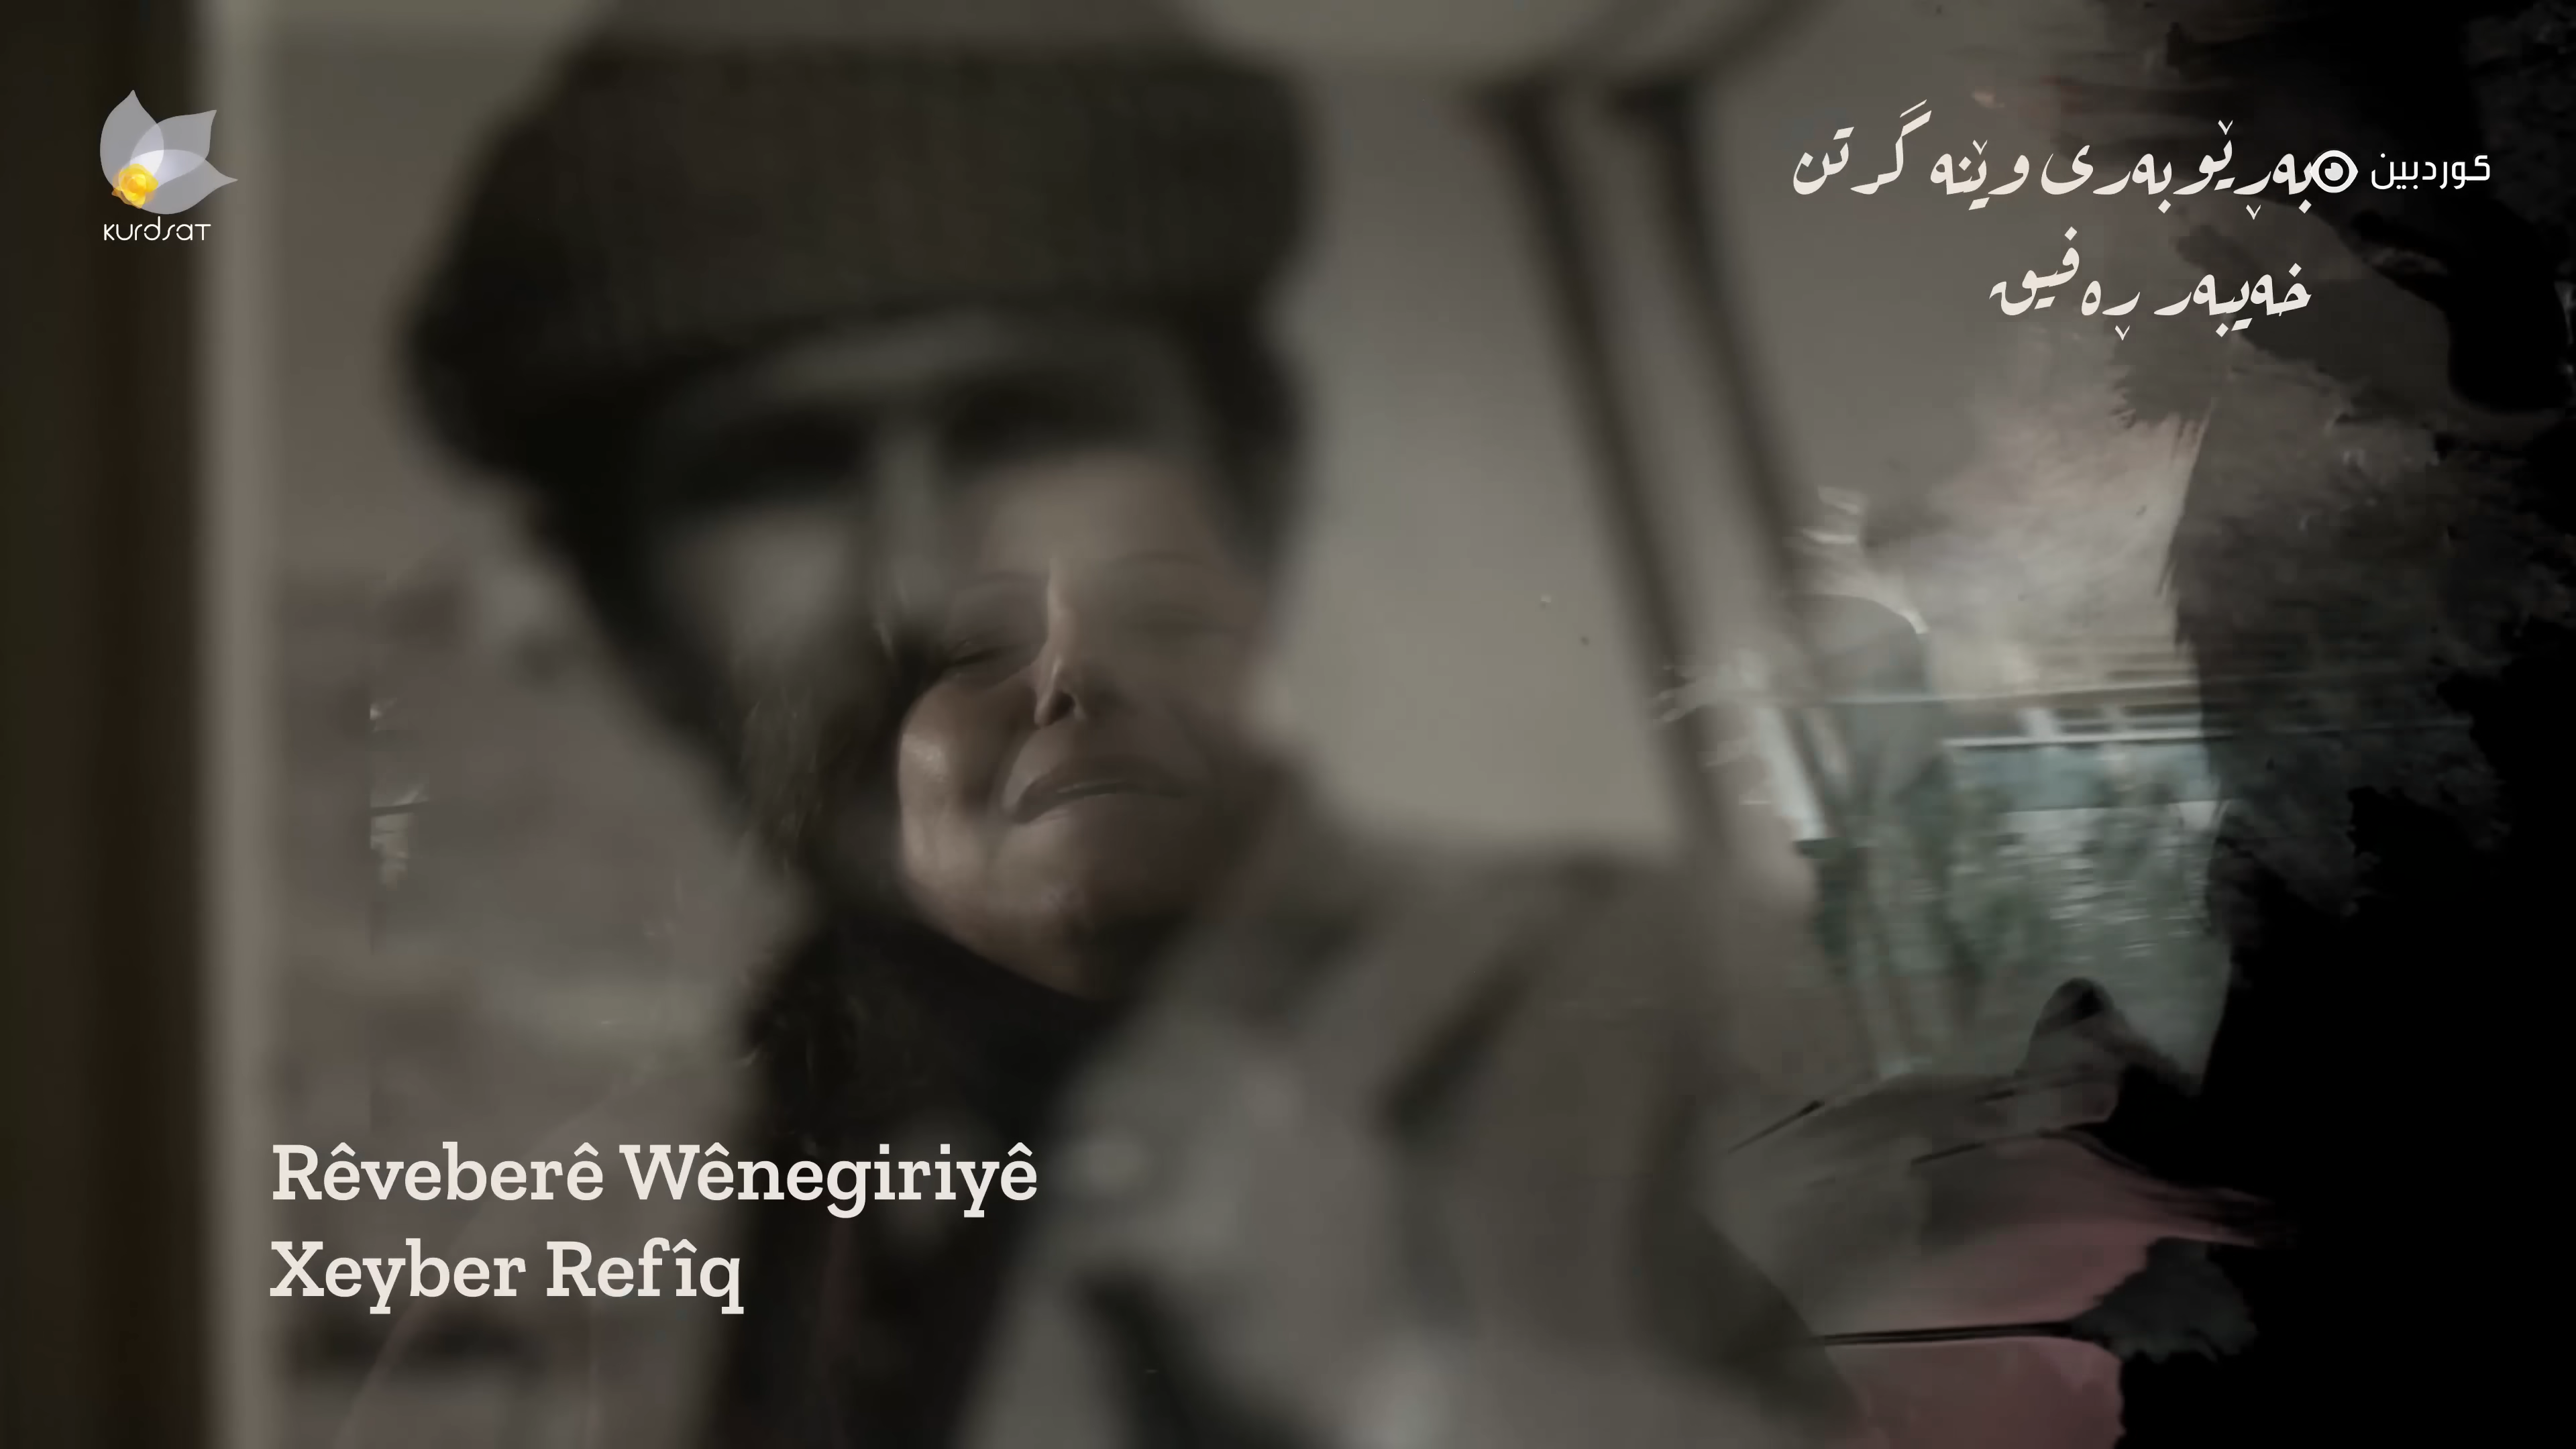 kurdsat
کوردبین
بەڕێوبەری وێنە گرتن
خەیبەر ڕەفیق
Rêveberê Wênegiriyê
Xeyber Refîq